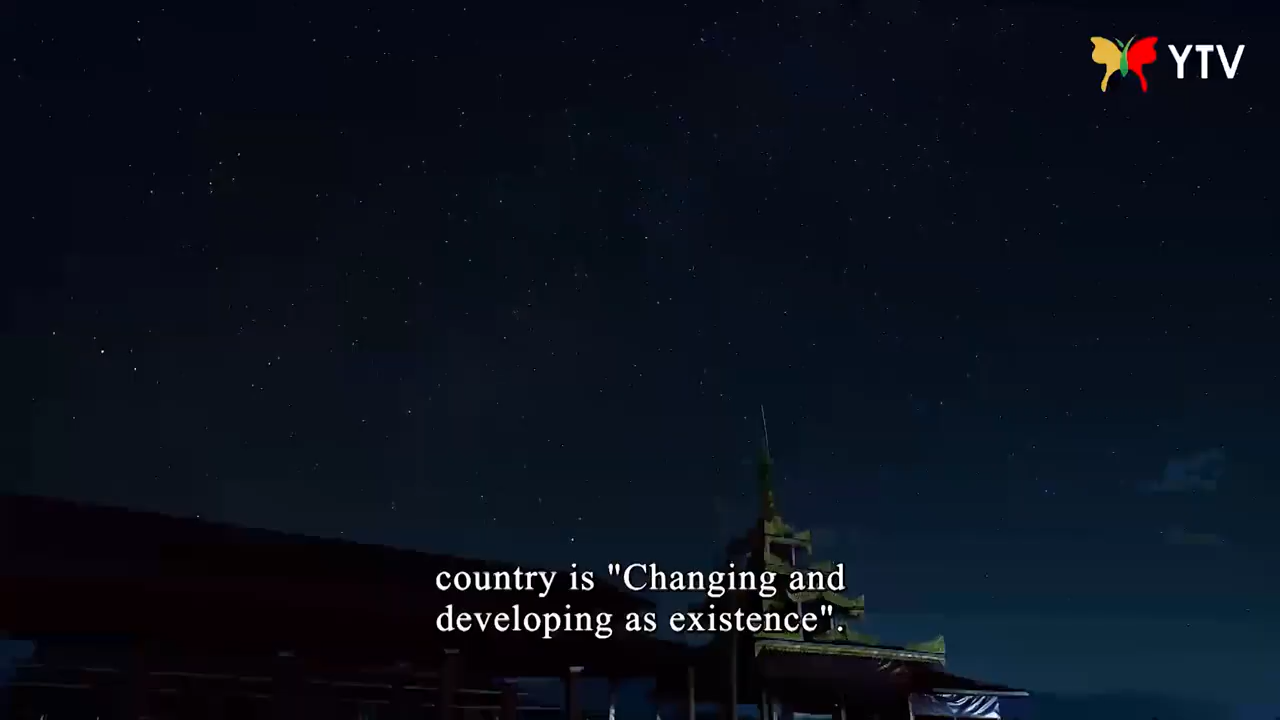 YTV
country is "Changing and
developing as existence".